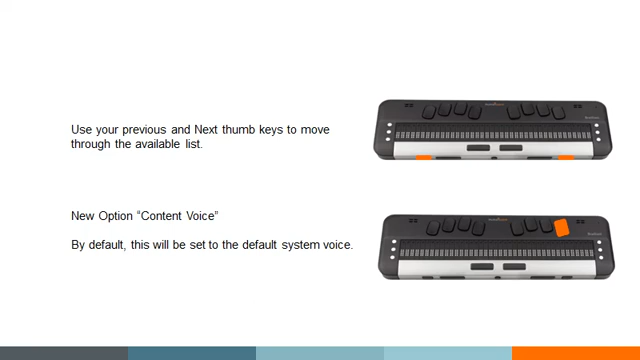 Use your previous and Next thumb keys to move
through the available list.
New Option “Content Voice”
By default, this will be set to the default system voice.